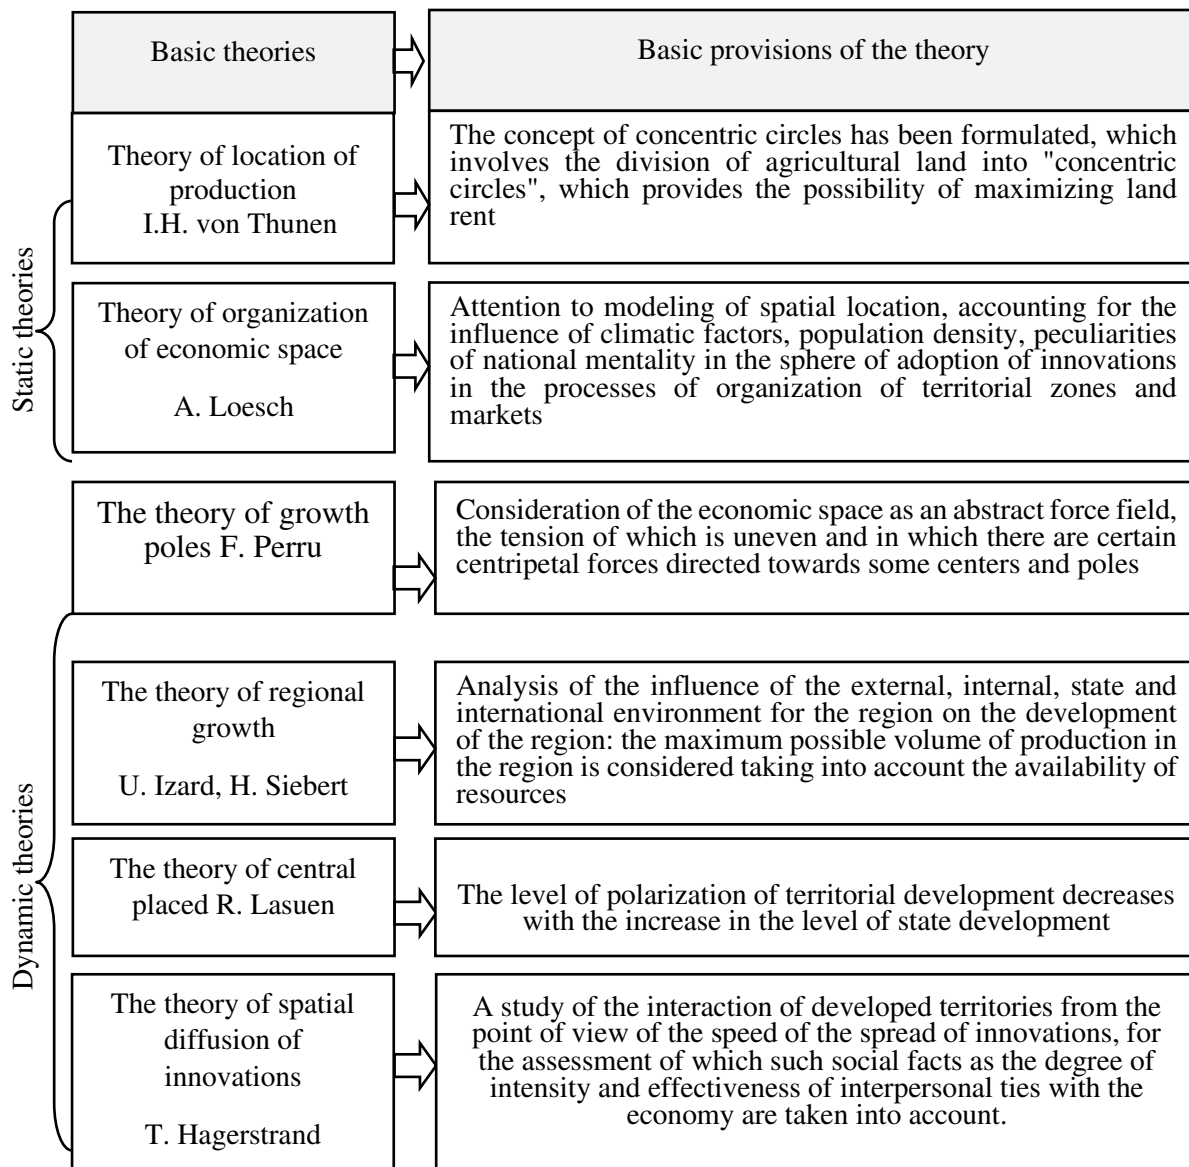 Basic theories
Basic provisions of the theory
Theory of location of
production
I.H. von Thunen
The concept of concentric circles has been formulated, which
involves the division of agricultural land into "concentric
circles", which provides the possibility of maximizing land
rent
Static theories
Theory of organization
of economic space
A. Loesch
Attention to modeling of spatial location, accounting for the
influence of climatic factors, population density, peculiarities
of national mentality in the sphere of adoption of innovations
in the processes of organization of territorial zones and
markets
The theory of growth
poles F. Perru
Consideration of the economic space as an abstract force field,
the tension of which is uneven and in which there are certain
centripetal forces directed towards some centers and poles
Dynamic theories
The theory of regional
growth
U. Izard, H. Siebert
Analysis of the influence of the external, internal, state and
international environment for the region on the development
of the region: the maximum possible volume of production in
the region is considered taking into account the availability of
resources
The theory of central
placed R. Lasuen
The level of polarization of territorial development decreases
with the increase in the level of state development
The theory of spatial
diffusion of
innovations
T. Hagerstrand
A study of the interaction of developed territories from the
point of view of the speed of the spread of innovations, for
the assessment of which such social facts as the degree of
intensity and effectiveness of interpersonal ties with the
economy are taken into account.